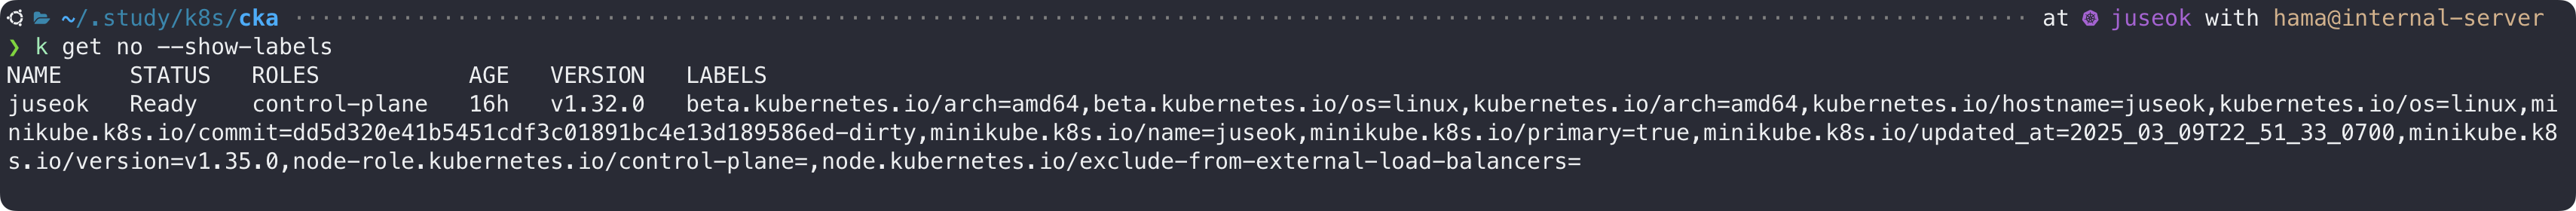 ~/.study/k8s/cka ································································ at juseok with hama@internal-server
❯ k get no --show-labels
NAME STATUS ROLES AGE VERSION LABELS
juseok Ready control-plane 16h v1.32.0 beta.kubernetes.io/arch=amd64,beta.kubernetes.io/os=linux,kubernetes.io/arch=amd64,kubernetes.io/hostname=juseok,kubernetes.io/os=linux,mi
nikube.k8s.io/commit=dd5d320e41b5451cdf3c01891bc4e13d189586ed-dirty,minikube.k8s.io/name=juseok,minikube.k8s.io/primary=true,minikube.k8s.io/updated_at=2025_03_09T22_51_33_0700,minikube.k8
s.io/version=v1.35.0,node-role.kubernetes.io/control-plane=,node.kubernetes.io/exclude-from-external-load-balancers=